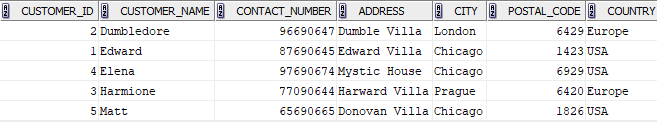 CUSTOMER_ID CUSTOMER_NAME CONTACT_NUMBER ADDRESS CITY POSTAL_CODE COUNTRY
2 Dumbledore 96690647 Dumble Villa London 6429 Europe
1 Edward 87690645 Edward Villa Chicago 1423 USA
4 Elena 97690674 Mystic House Chicago 6929 USA
3 Harmione 77090644 Harward Villa Prague 6420 Europe
5 Matt 65690665 Donovan Villa Chicago 1826 USA